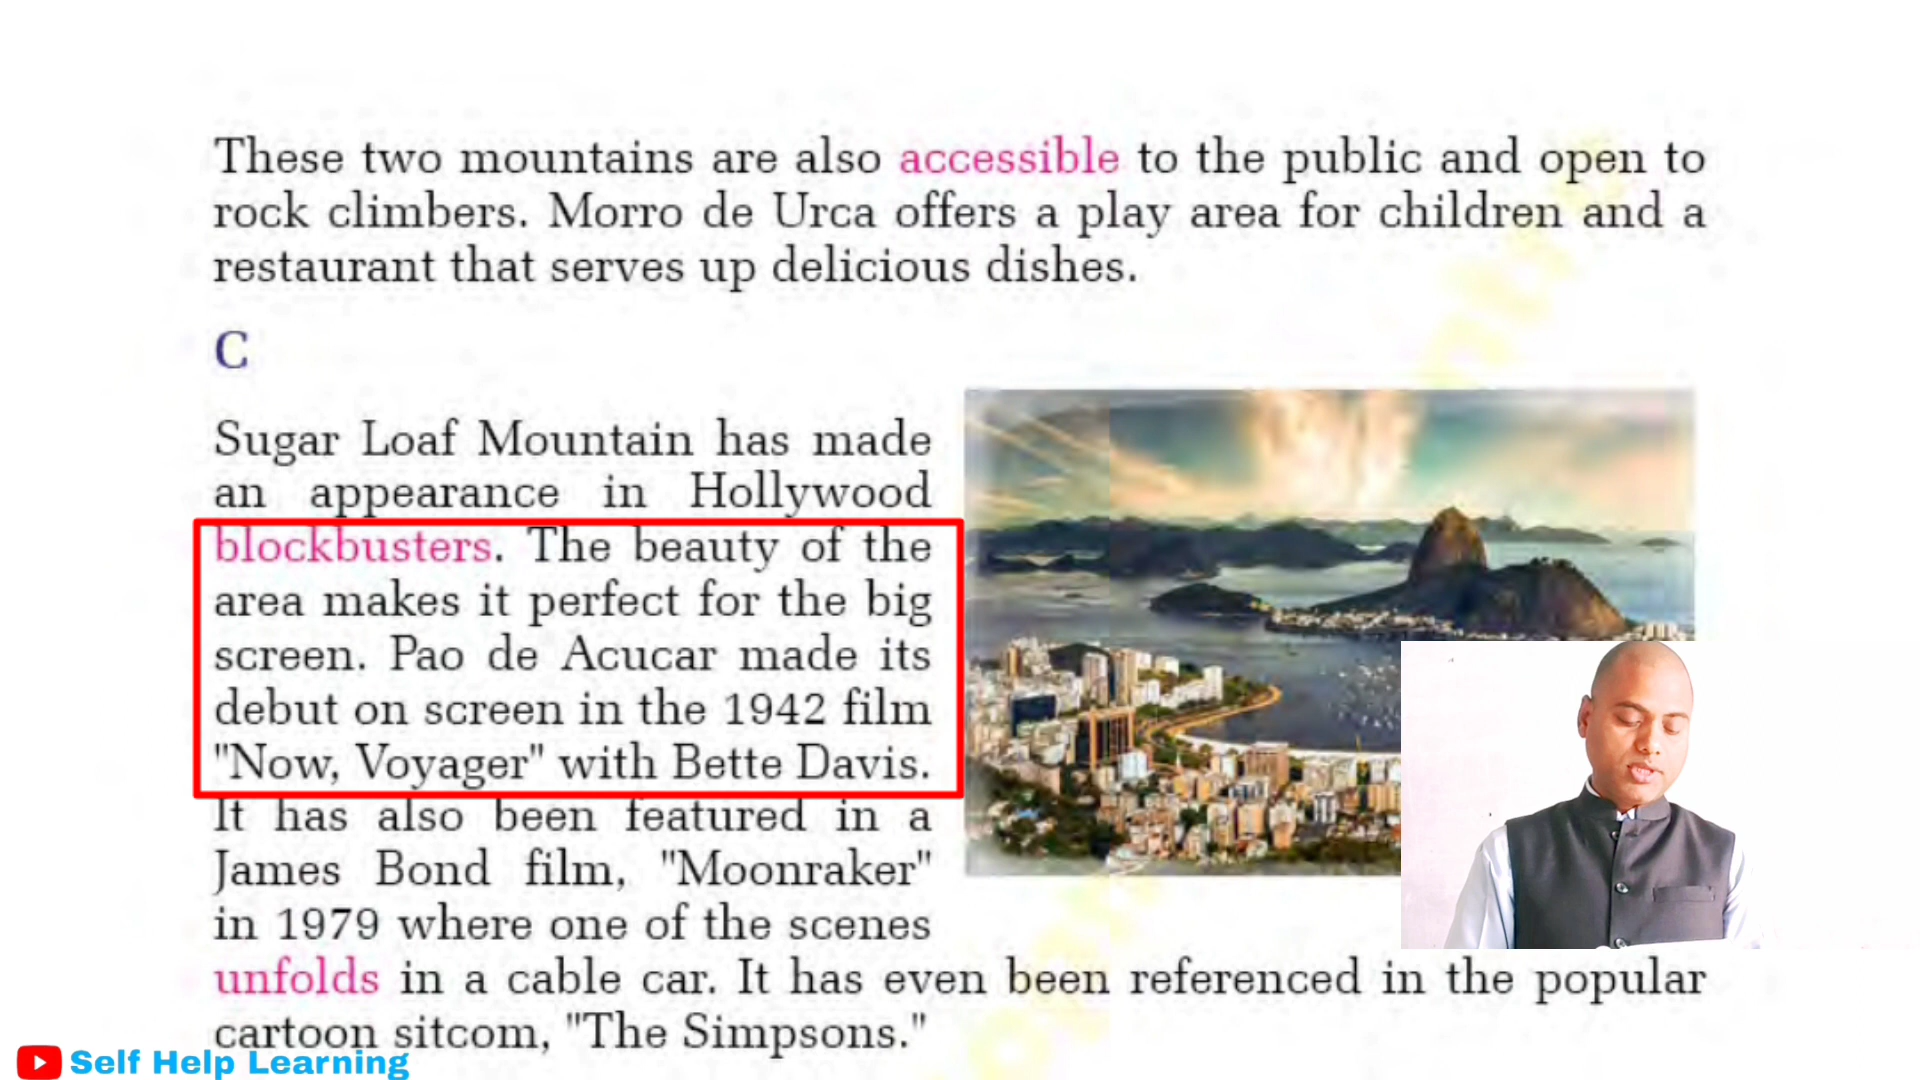 These two mountains are also accessible to the public and open to
rock climbers. Morro de Urca offers a play area for children and a
restaurant that serves up delicious dishes.
C
Sugar Loaf Mountain has made
an appearance in Hollywood
blockbusters. The beauty of the
area makes it perfect for the big
screen. Pao de Acucar made its
debut on screen in the 1942 film
"Now, Voyager" with Bette Davis.
It has also been featured in a
James Bond film, "Moonraker"
in 1979 where one of the scenes
unfolds in a cable car. It has even been referenced in the popular
cartoon sitcom, "The Simpsons."
Self Help Learning